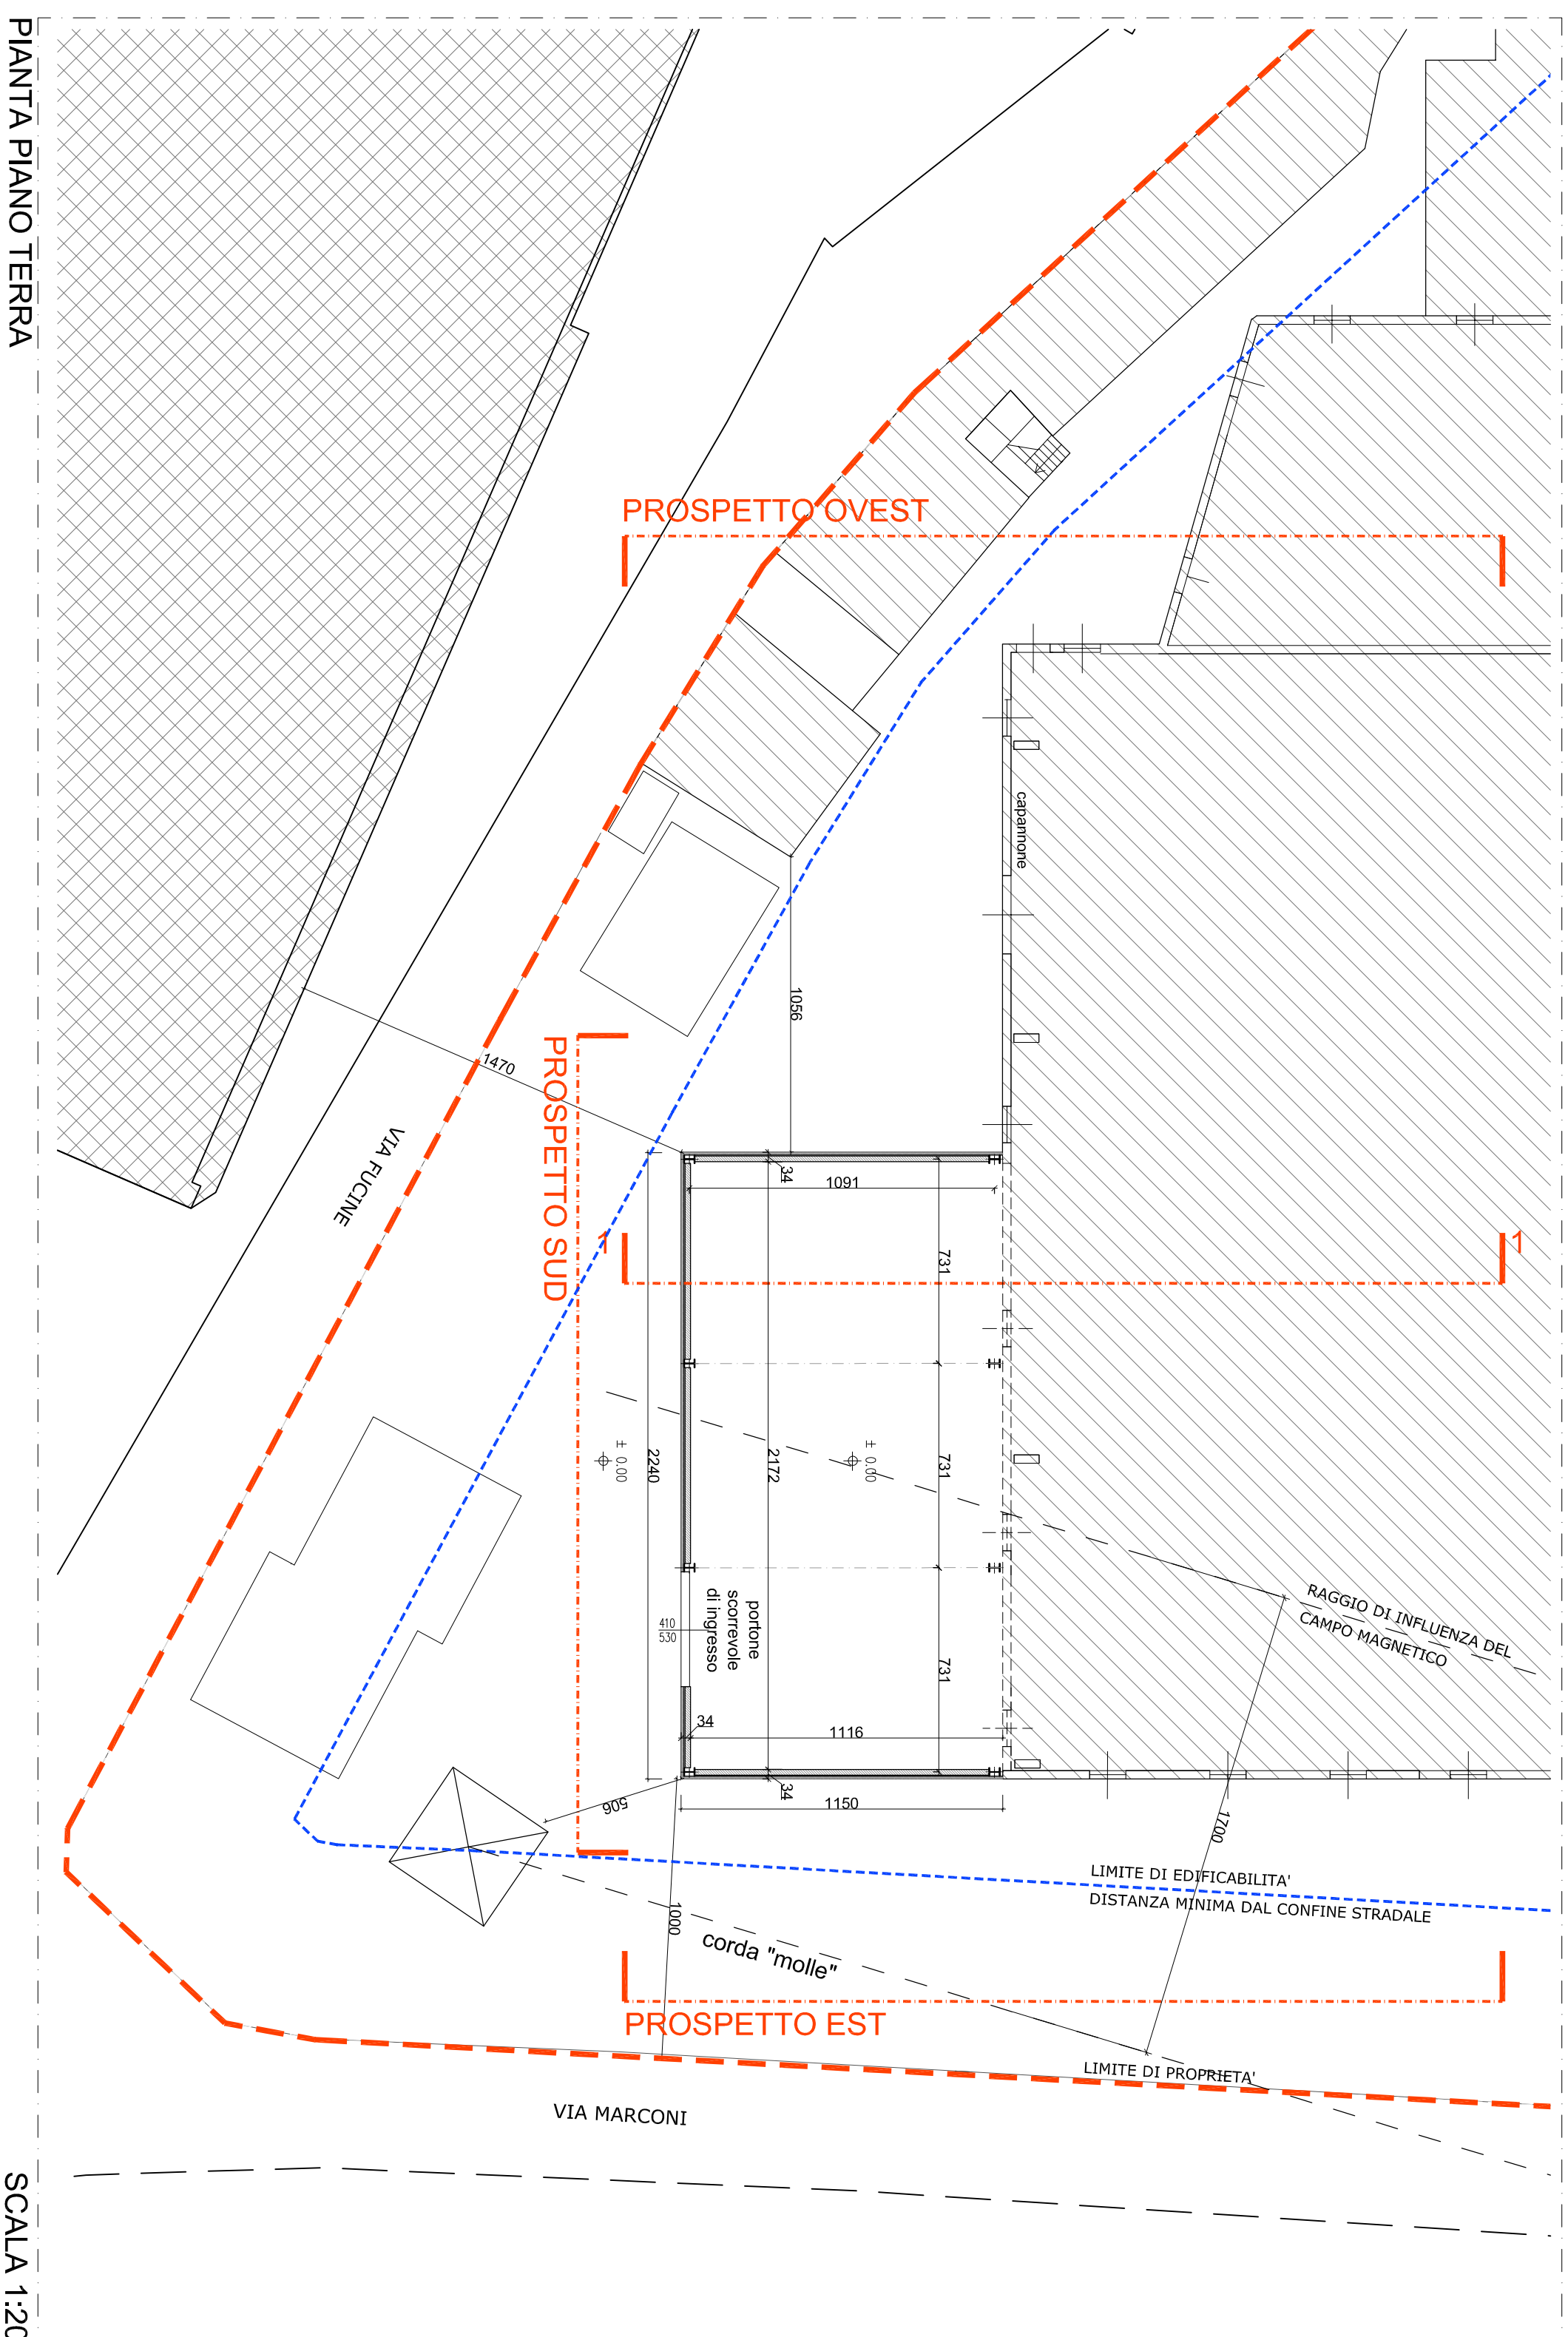 PIANTA PIANO TERRA
PROSPETTO OVEST
capannone
1056
1470
PROSPETTO SUD
VIA FUCINE
34
1091
731
1
1
± 0.00
2240
2172
± 0.00
731
portone
scorrevole
di ingresso
410
530
731
RAGGIO DI INFLUENZA DEL
CAMPO MAGNETICO
34
1116
34
1150
506
1700
LIMITE DI EDIFICABILITA'
DISTANZA MINIMA DAL CONFINE STRADALE
1000
corda "molle"
PROSPETTO EST
LIMITE DI PROPRIETA'
VIA MARCONI
SCALA